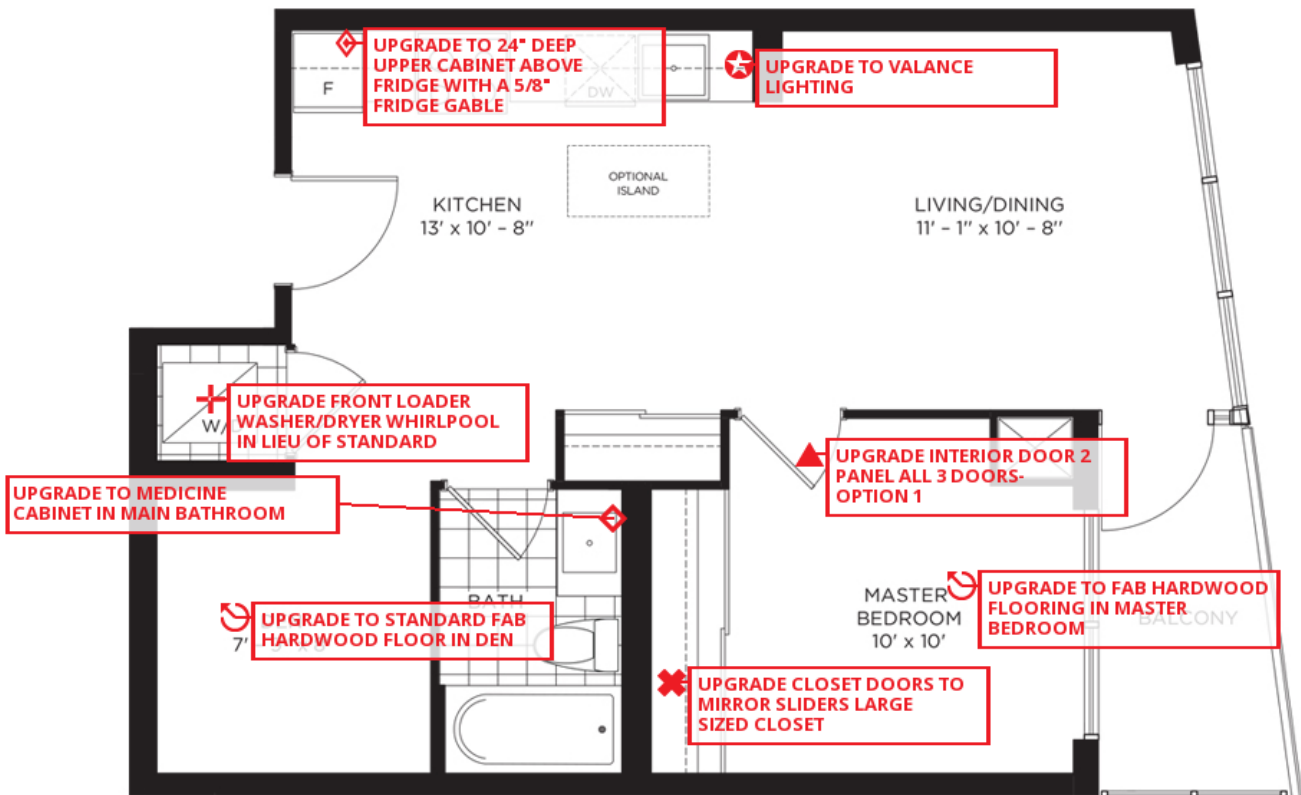 UPGRADE TO 24" DEEP
UPPER CABINET ABOVE
FRIDGE WITH A 5/8"
FRIDGE GABLE
UPGRADE TO VALANCE
LIGHTING
F
DW
OPTIONAL
ISLAND
KITCHEN
13' x 10' - 8"
LIVING/DINING
11' - 1" x 10' - 8"
UPGRADE FRONT LOADER
WASHER/DRYER WHIRLPOOL
IN LIEU OF STANDARD
UPGRADE INTERIOR DOOR 2
PANEL ALL 3 DOORS-
OPTION 1
UPGRADE TO MEDICINE
CABINET IN MAIN BATHROOM
BATH
UPGRADE TO STANDARD FAB
HARDWOOD FLOOR IN DEN
7'
MASTER
BEDROOM
10' x 10'
UPGRADE TO FAB HARDWOOD
FLOORING IN MASTER
BEDROOM
BALCONY
UPGRADE CLOSET DOORS TO
MIRROR SLIDERS LARGE
SIZED CLOSET